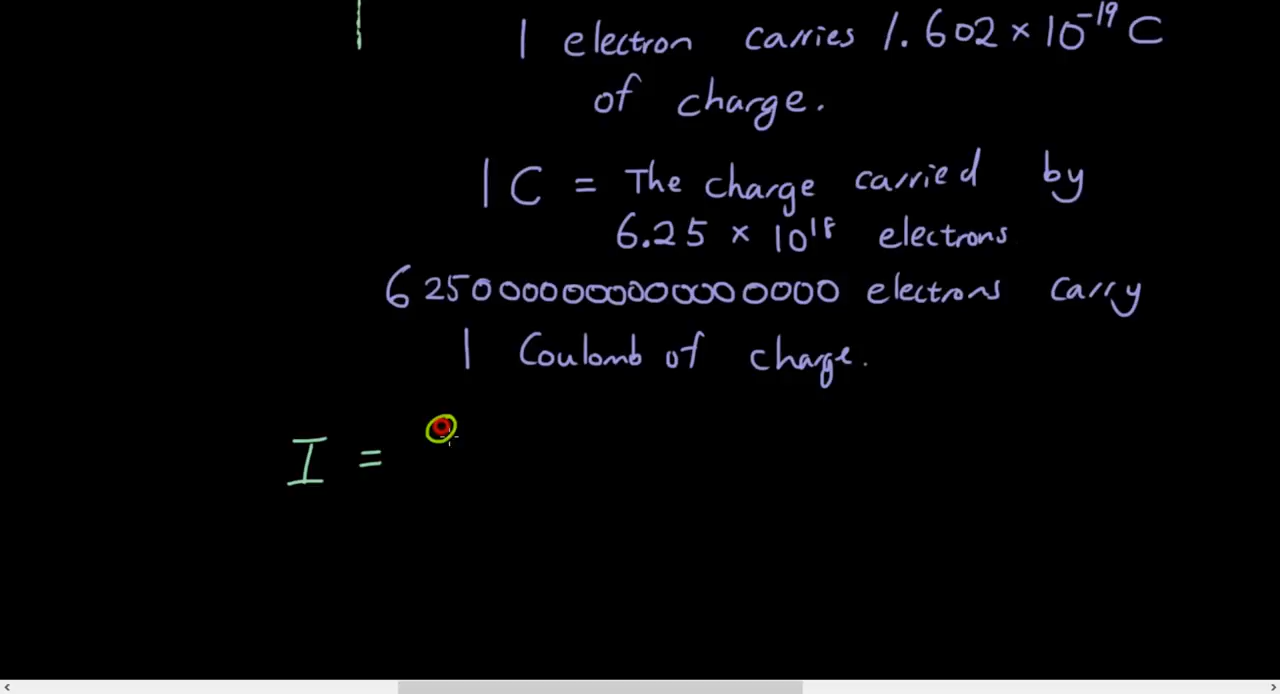 1 electron carries 1.602 × 10⁻¹⁹ C
of charge.
1 C = The charge carried by
6.25 × 10¹⁸ electrons
6250000000000000000 electrons carry
1 Coulomb of charge.
I =